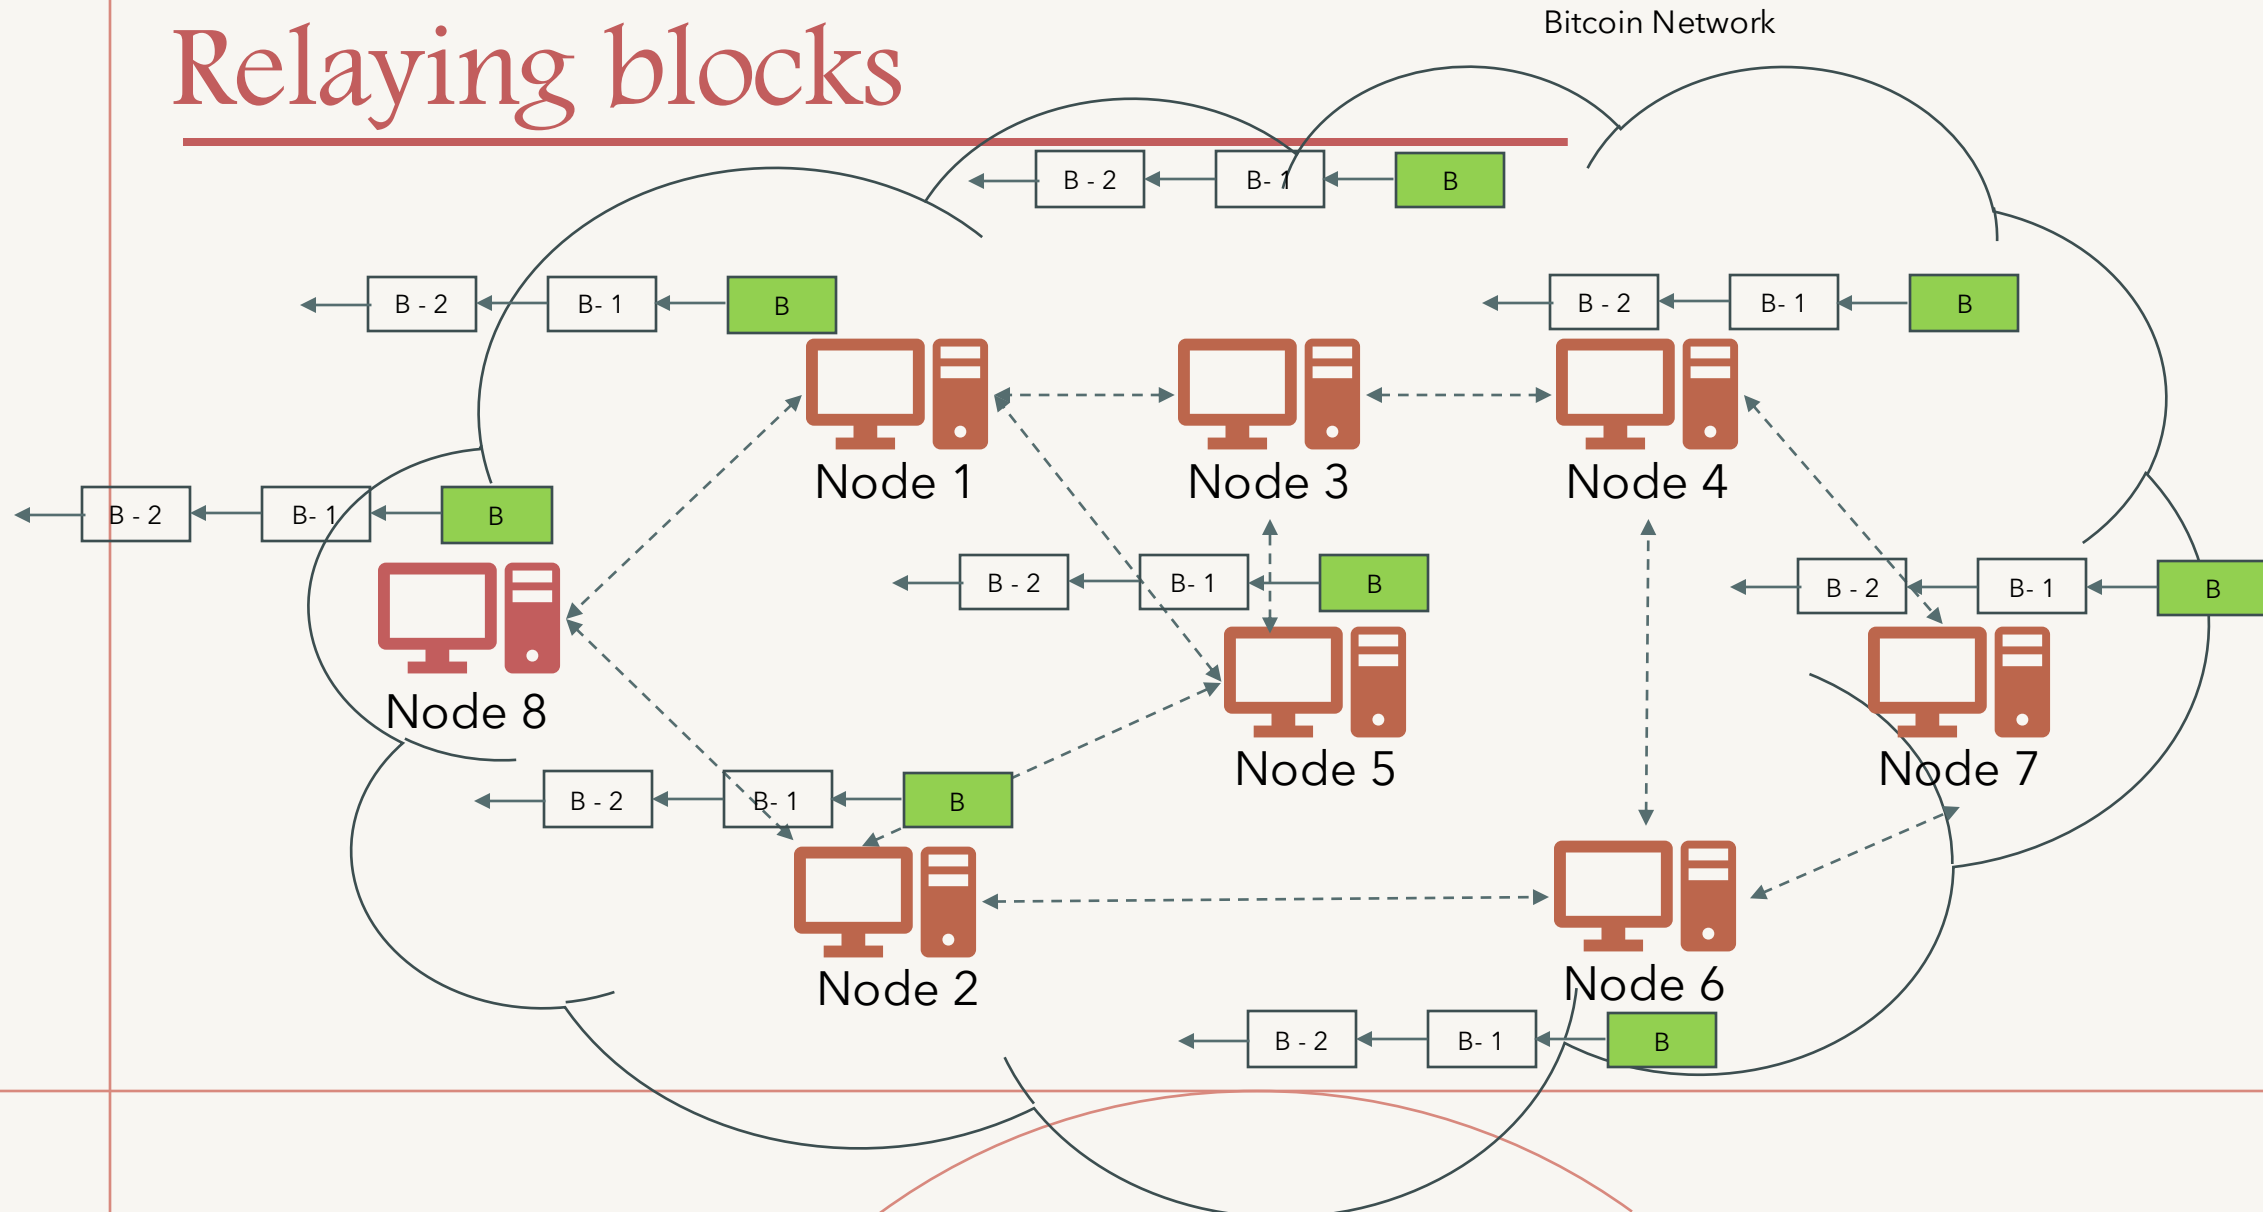 Bitcoin Network
Relaying blocks
B - 2 B- 1 B
B - 2 B- 1 B
B - 2 B- 1 B
Node 1 Node 3 Node 4
B - 2 B- 1 B
B - 2 B- 1 B
B - 2 B- 1 B
Node 8
Node 5 Node 7
B - 2 B- 1 B
Node 2 Node 6
B - 2 B- 1 B